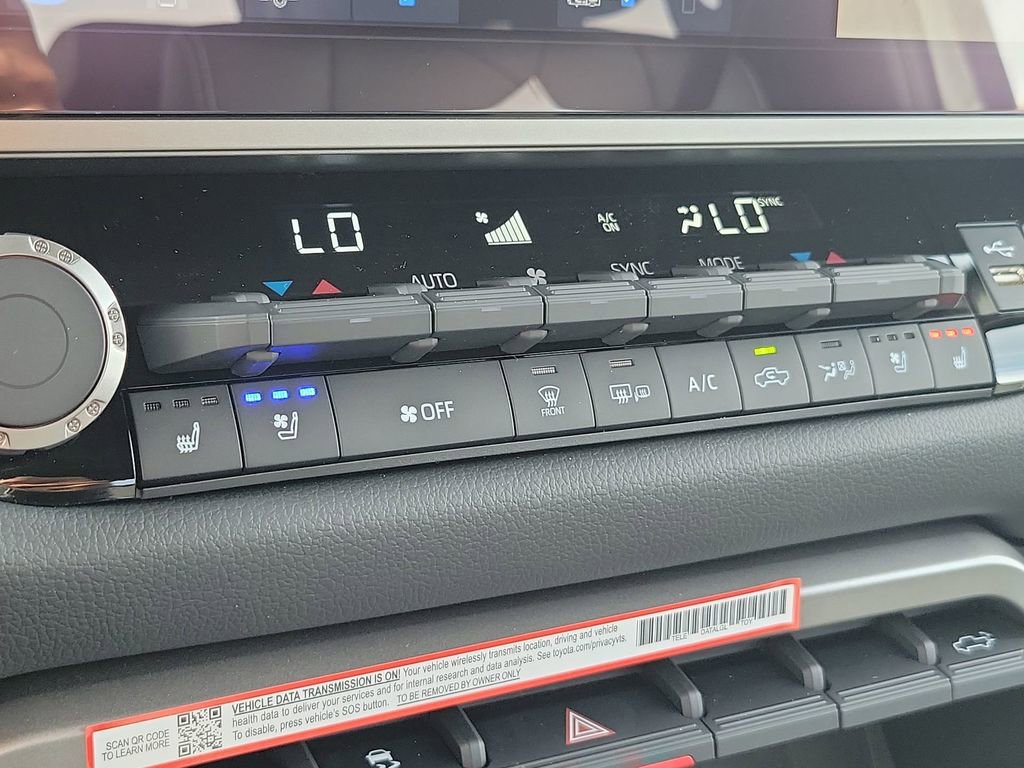 LO
A/C
ON
LO
SYNC
AUTO
SYNC
MODE
OFF
FRONT
A/C
SCAN QR CODE
TO LEARN MORE
VEHICLE DATA TRANSMISSION IS ON! Your vehicle wirelessly transmits location, driving and vehicle
health data to deliver your services and for internal research and data analysis. See toyota.com/privacyvts.
To disable, press vehicle's SOS button. TO BE REMOVED BY OWNER ONLY
TELE DATALGL TOY